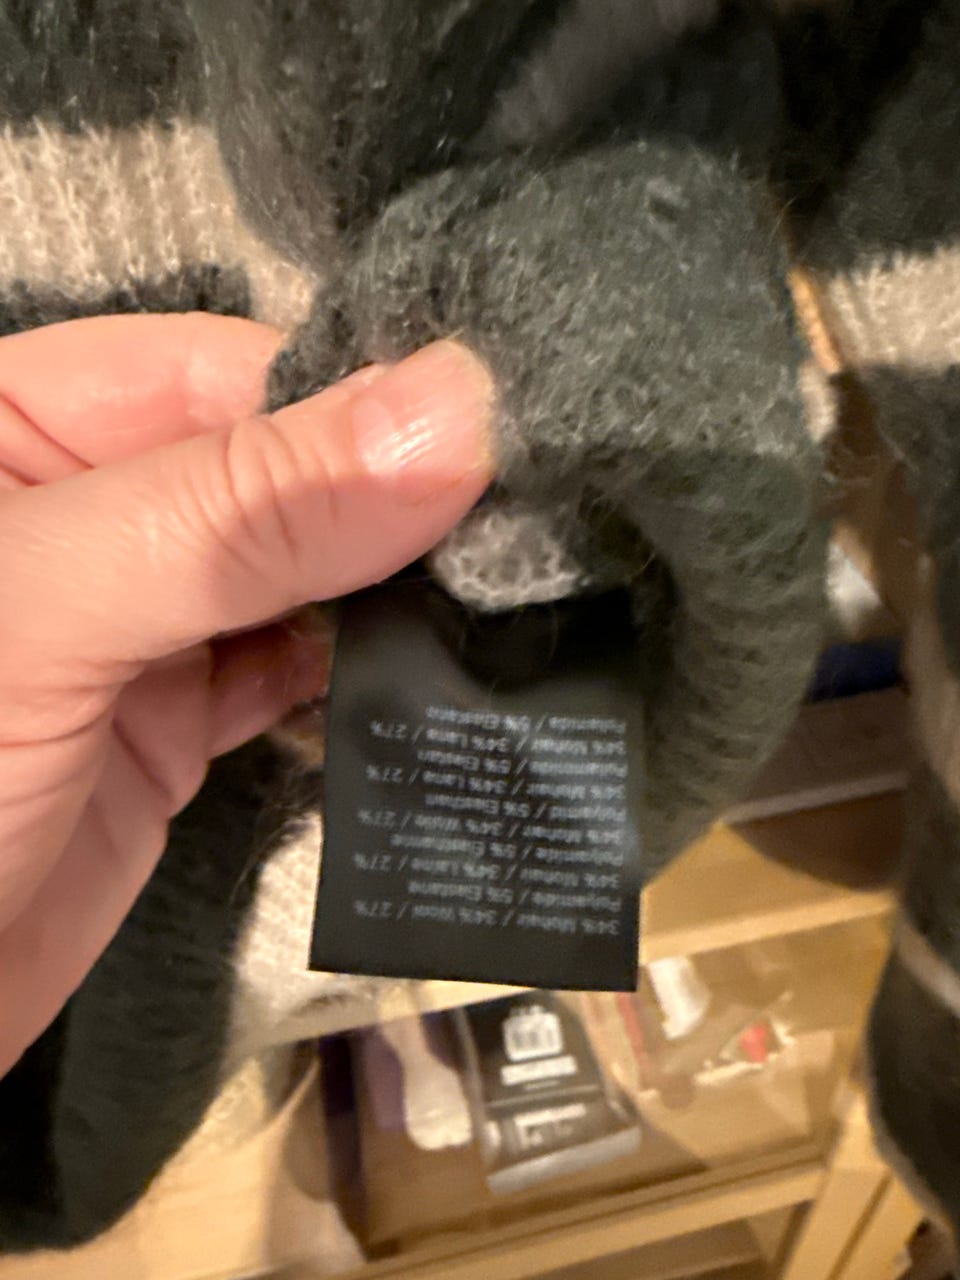 34% Mohair / 34% Wool / 27%
Polyamide / 5% Elastane
34% Mohair / 34% Laine / 27%
Polyamide / 5% Elasthanne
34% Mohair / 34% Wolle / 27%
Polyamid / 5% Elasthan
34% Mohair / 34% Lana / 27%
5% Elastan
34% Mohair / 34% Lana / 27%
Poliamida / 5% Elastano